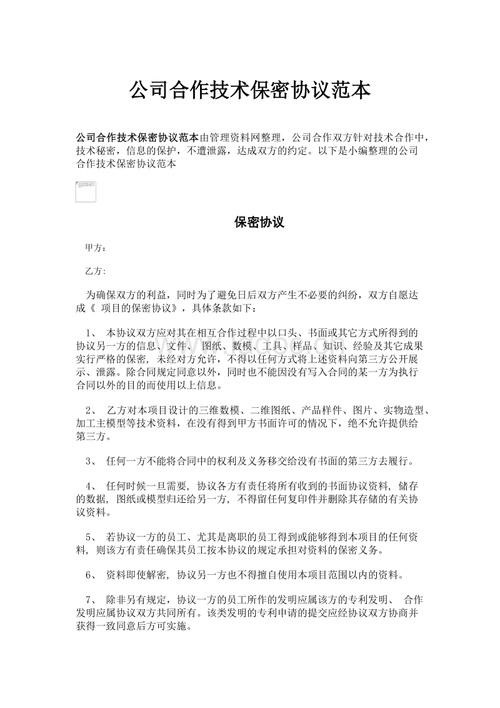 公司合作技术保密协议范本
公司合作技术保密协议范本由管理资料网整理，公司合作双方针对技术合作中，
技术秘密，信息的保护，不遭泄露，达成双方的约定。以下是小编整理的公司
合作技术保密协议范本
保密协议
甲方：
乙方：
为确保双方的利益，同时为了避免日后双方产生不必要的纠纷，双方自愿达
成《 项目的保密协议》，具体条款如下：
1、 本协议双方应对其在相互合作过程中以口头、书面或其它方式所得到的
协议另一方的信息、文件、 图纸、数模、工具、样品、知识、经验及其它成果
实行严格的保密，未经对方允许，不得以任何方式将上述资料向第三方公开展
示、泄露。除合同规定同意以外，同时也不能因没有写入合同的某一方为执行
合同以外的目的而使用以上信息。
2、 乙方对本项目设计的三维数模、二维图纸、产品样件、图片、实物造型、
加工主模型等技术资料，在没有得到甲方书面许可的情况下，绝不允许提供给
第三方。
3、 任何一方不能将合同中的权利及义务移交给没有书面的第三方去履行。
4、 任何时候一旦需要，协议各方有责任将所有收到的书面协议资料, 储存
的数据, 图纸或模型归还给另一方, 不得留任何复印件并删除其存储的有关协
议资料。
5、 若协议一方的员工、尤其是离职的员工得到或能够得到本项目的任何资
料, 则该方有责任确保其员工按本协议的规定承担对资料的保密义务。
6、 资料即使解密, 协议另一方也不得擅自使用本项目范围以内的资料。
7、 除非另有规定，协议一方的员工所作的发明应属该方的专利发明、 合作
发明应属协议双方共同所有。该类发明的专利申请的提交应经协议双方协商并
获得一致同意后方可实施。